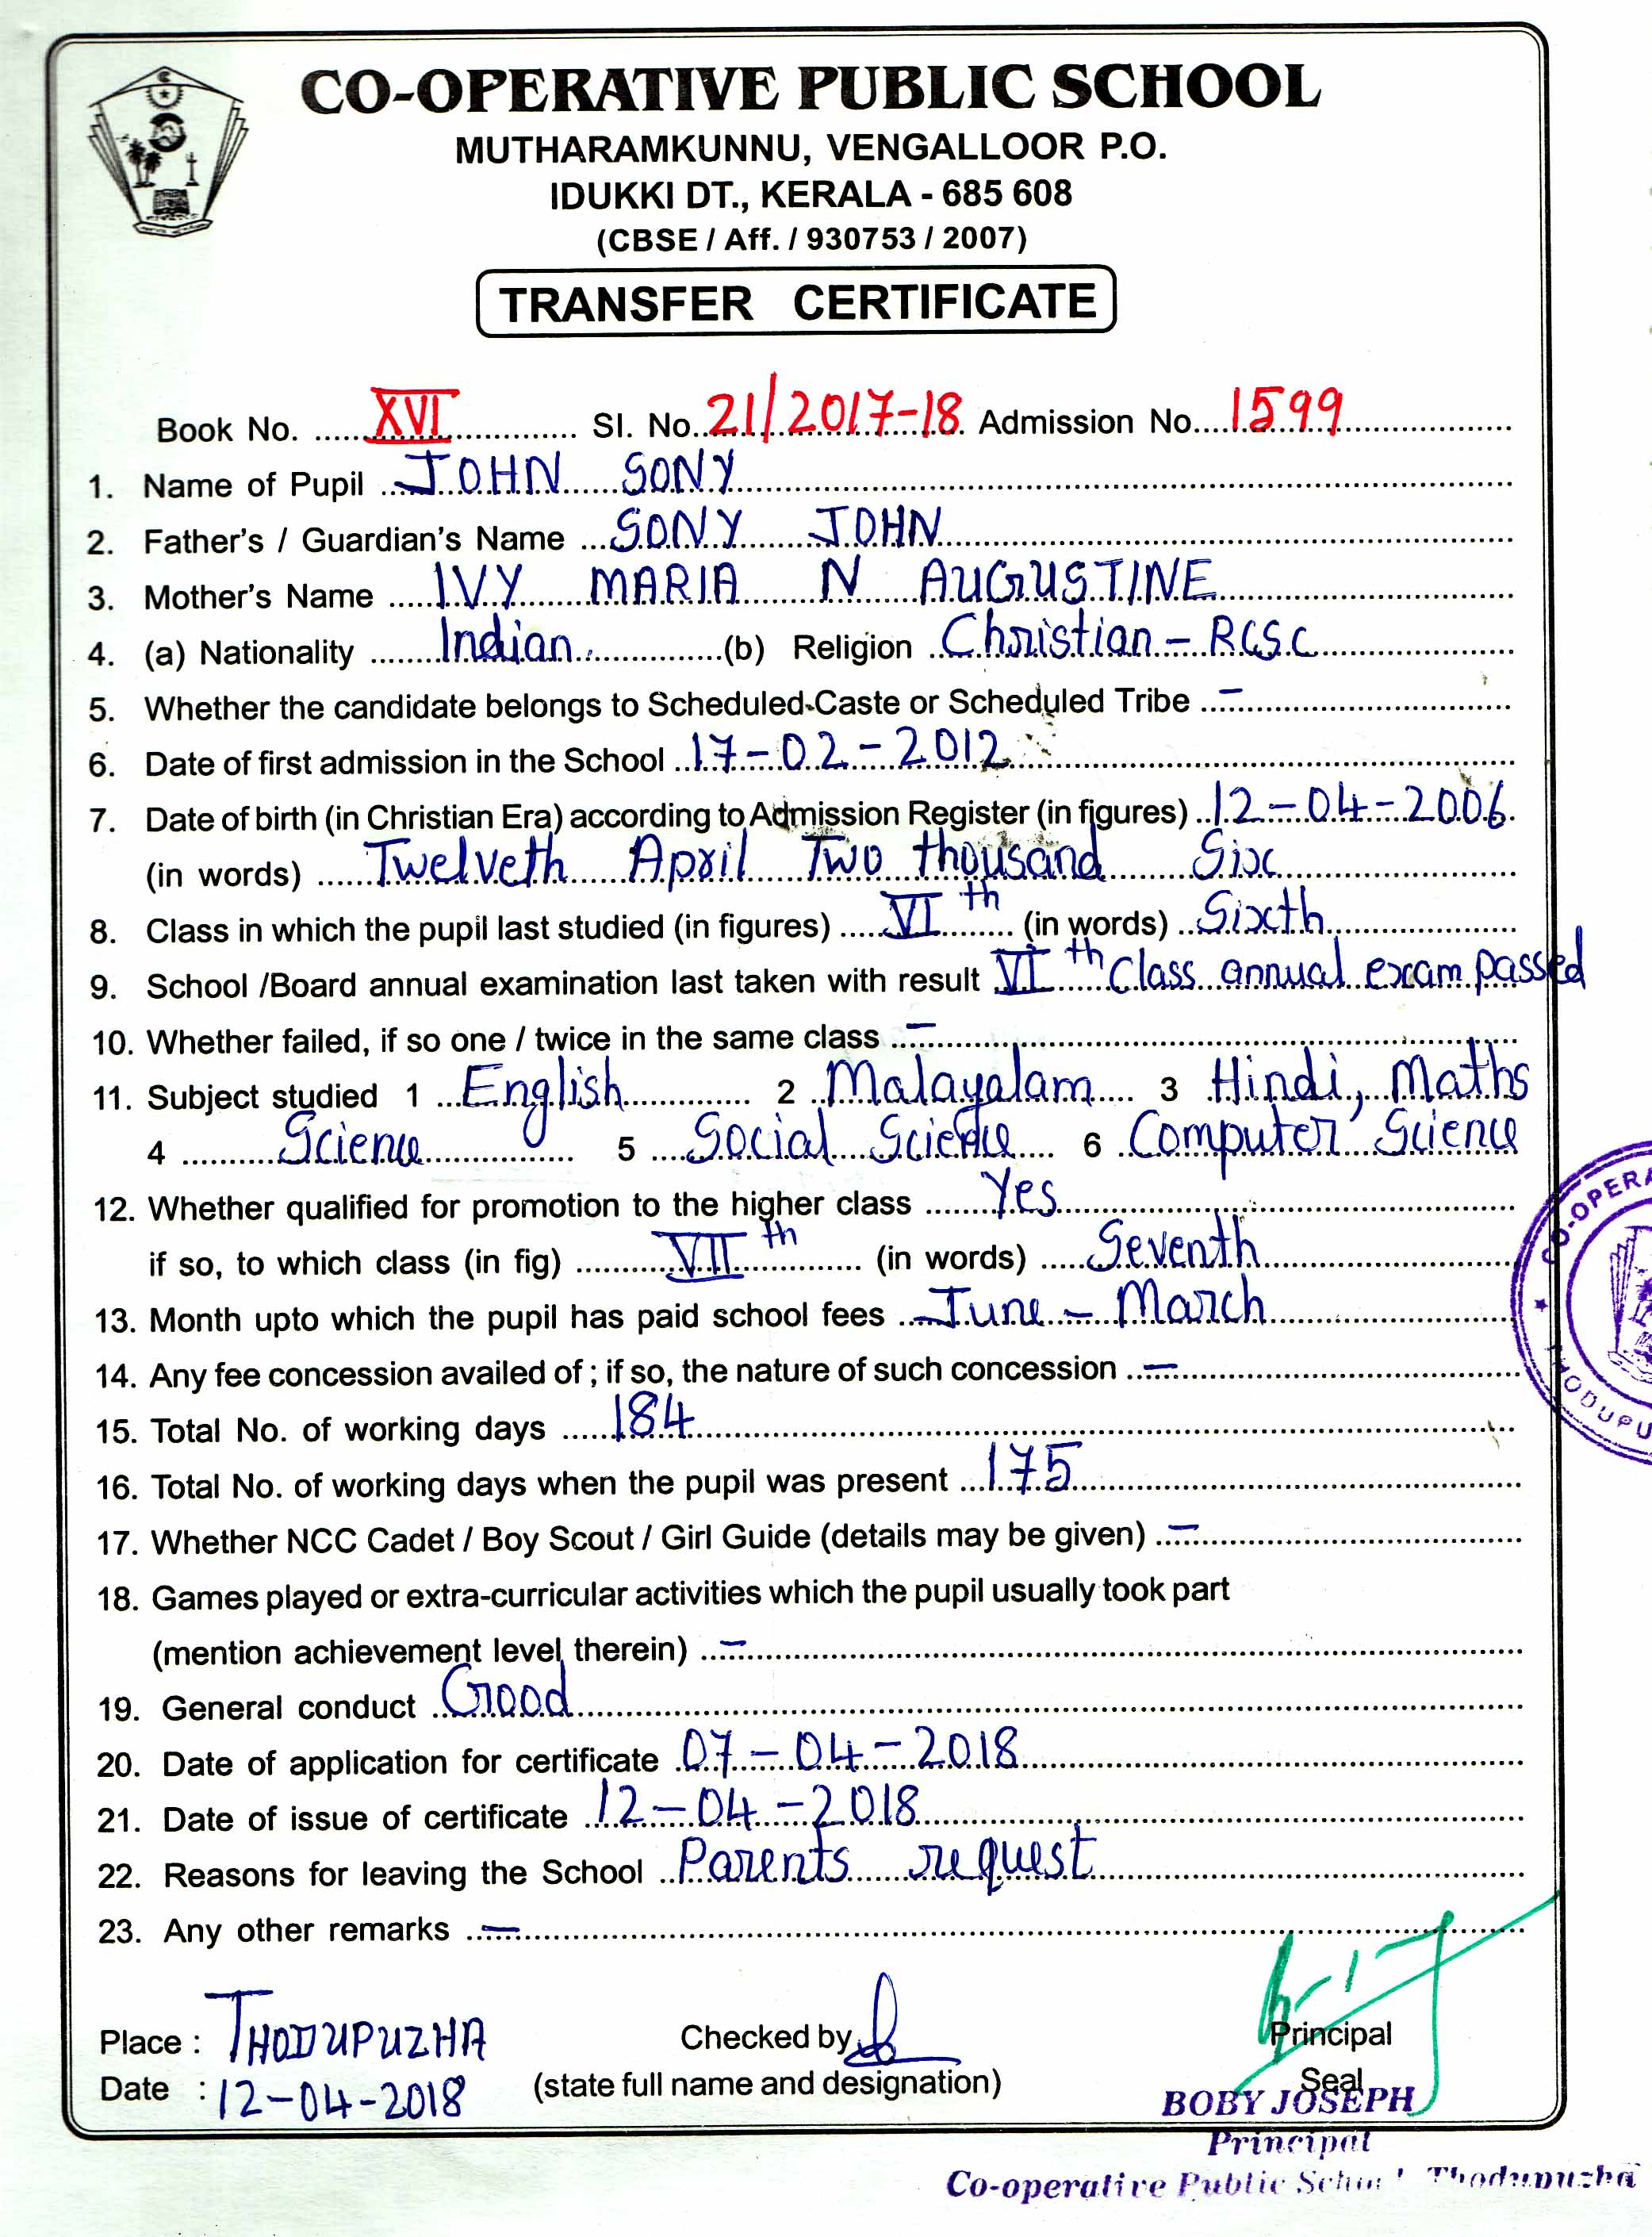 CO-OPERATIVE PUBLIC SCHOOL
MUTHARAMKUNNU, VENGALLOOR P.O.
IDUKKI DT., KERALA - 685 608
(CBSE / Aff. / 930753 / 2007)
TRANSFER CERTIFICATE
Book No. XVI Sl. No. 21/2017-18 Admission No. 1599
1. Name of Pupil JOHN SONY
2. Father's / Guardian's Name SONY JOHN
3. Mother's Name IVY MARIA N AUGUSTINE
4. (a) Nationality Indian. (b) Religion Christian - RCSC
5. Whether the candidate belongs to Scheduled-Caste or Scheduled Tribe -
6. Date of first admission in the School 17-02-2012
7. Date of birth (in Christian Era) according to Admission Register (in figures) 12-04-2006
(in words) Twelveth April Two thousand Six
8. Class in which the pupil last studied (in figures) VI th (in words) Sixth
9. School /Board annual examination last taken with result VI th Class annual exam passed
10. Whether failed, if so one / twice in the same class -
11. Subject studied 1 English 2 Malayalam 3 Hindi, Maths
4 Science 5 Social Science 6 Computer Science
12. Whether qualified for promotion to the higher class Yes
if so, to which class (in fig) VII th (in words) Seventh
13. Month upto which the pupil has paid school fees June - March
14. Any fee concession availed of ; if so, the nature of such concession -
15. Total No. of working days 184
16. Total No. of working days when the pupil was present 175
17. Whether NCC Cadet / Boy Scout / Girl Guide (details may be given) -
18. Games played or extra-curricular activities which the pupil usually took part
(mention achievement level therein) -
19. General conduct Good
20. Date of application for certificate 07-04-2018
21. Date of issue of certificate 12-04-2018
22. Reasons for leaving the School Parents request
23. Any other remarks -
Place : THODUPUZHA Checked by Principal
Date : 12-04-2018 (state full name and designation) Seal
BOBY JOSEPH
Principal
Co-operative Public School, Thodupuzha